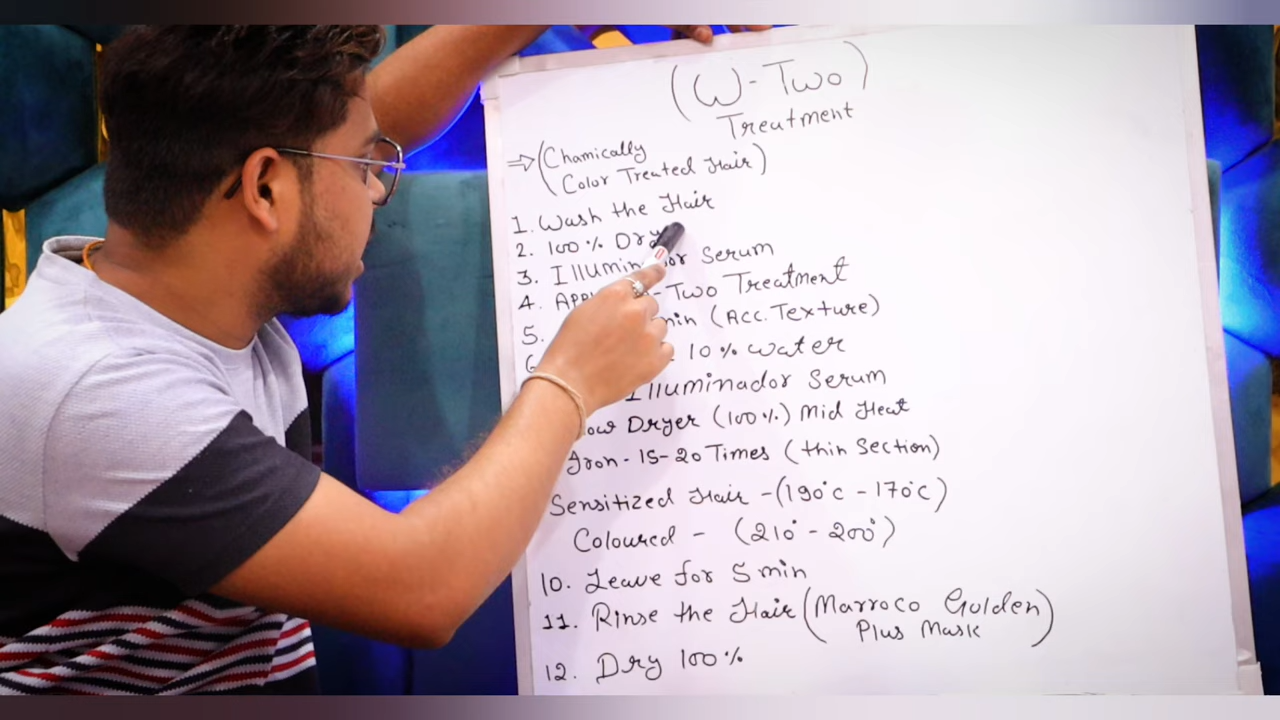 (W-Two)
Treatment
⇒ (Chamically
Color Treated Hair)
1. Wash the Hair
2. 100% Dry
3. Illuminador Serum
4. Two Treatment
5. min (Acc. Texture)
10% water
Illuminador Serum
Dryer (100%) Mid Heat
Iron - 15-20 Times (thin Section)
Sensitized Hair - (190°c - 170°c)
Coloured - (210° - 200°)
10. Leave for 5 min
11. Rinse the Hair (Marroco Golden
Plus Mask)
12. Dry 100%